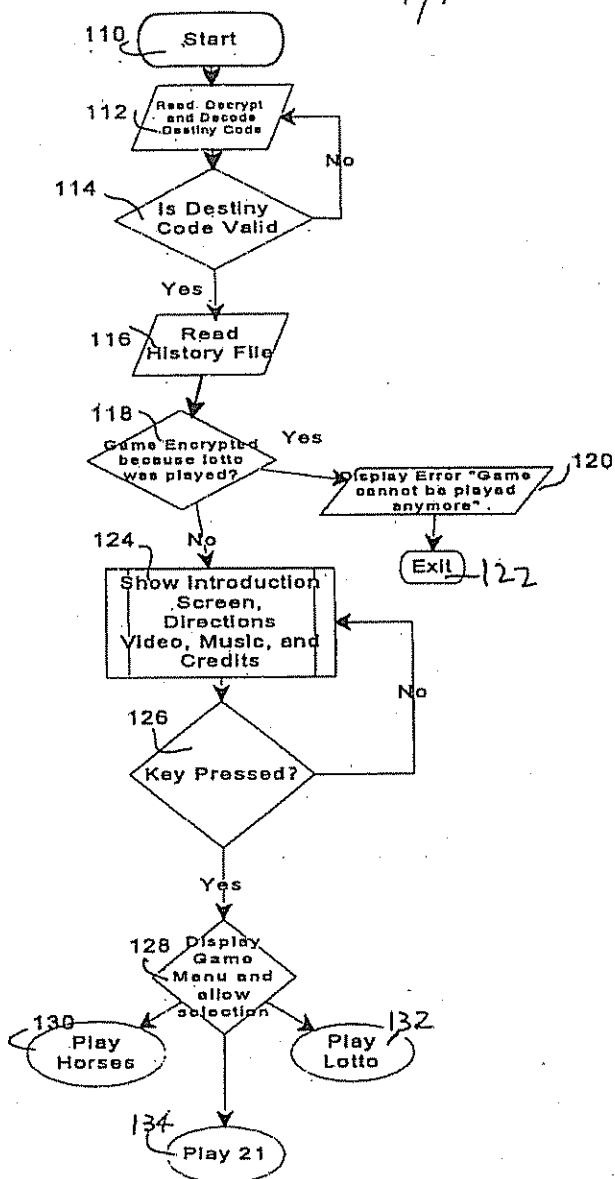 110
Start
112
Read, Decrypt
and Decode
Destiny Code
No
114
Is Destiny
Code Valid
Yes
116
Read
History File
118
Game Encrypted
because lotto
was played?
Yes
Display Error "Game
cannot be played
anymore".
120
Exit
122
No
124
Show Introduction
Screen,
Directions
Video, Music, and
Credits
No
126
Key Pressed?
Yes
128
Display
Game
Menu and
allow
selection
130
Play
Horses
132
Play
Lotto
134
Play 21